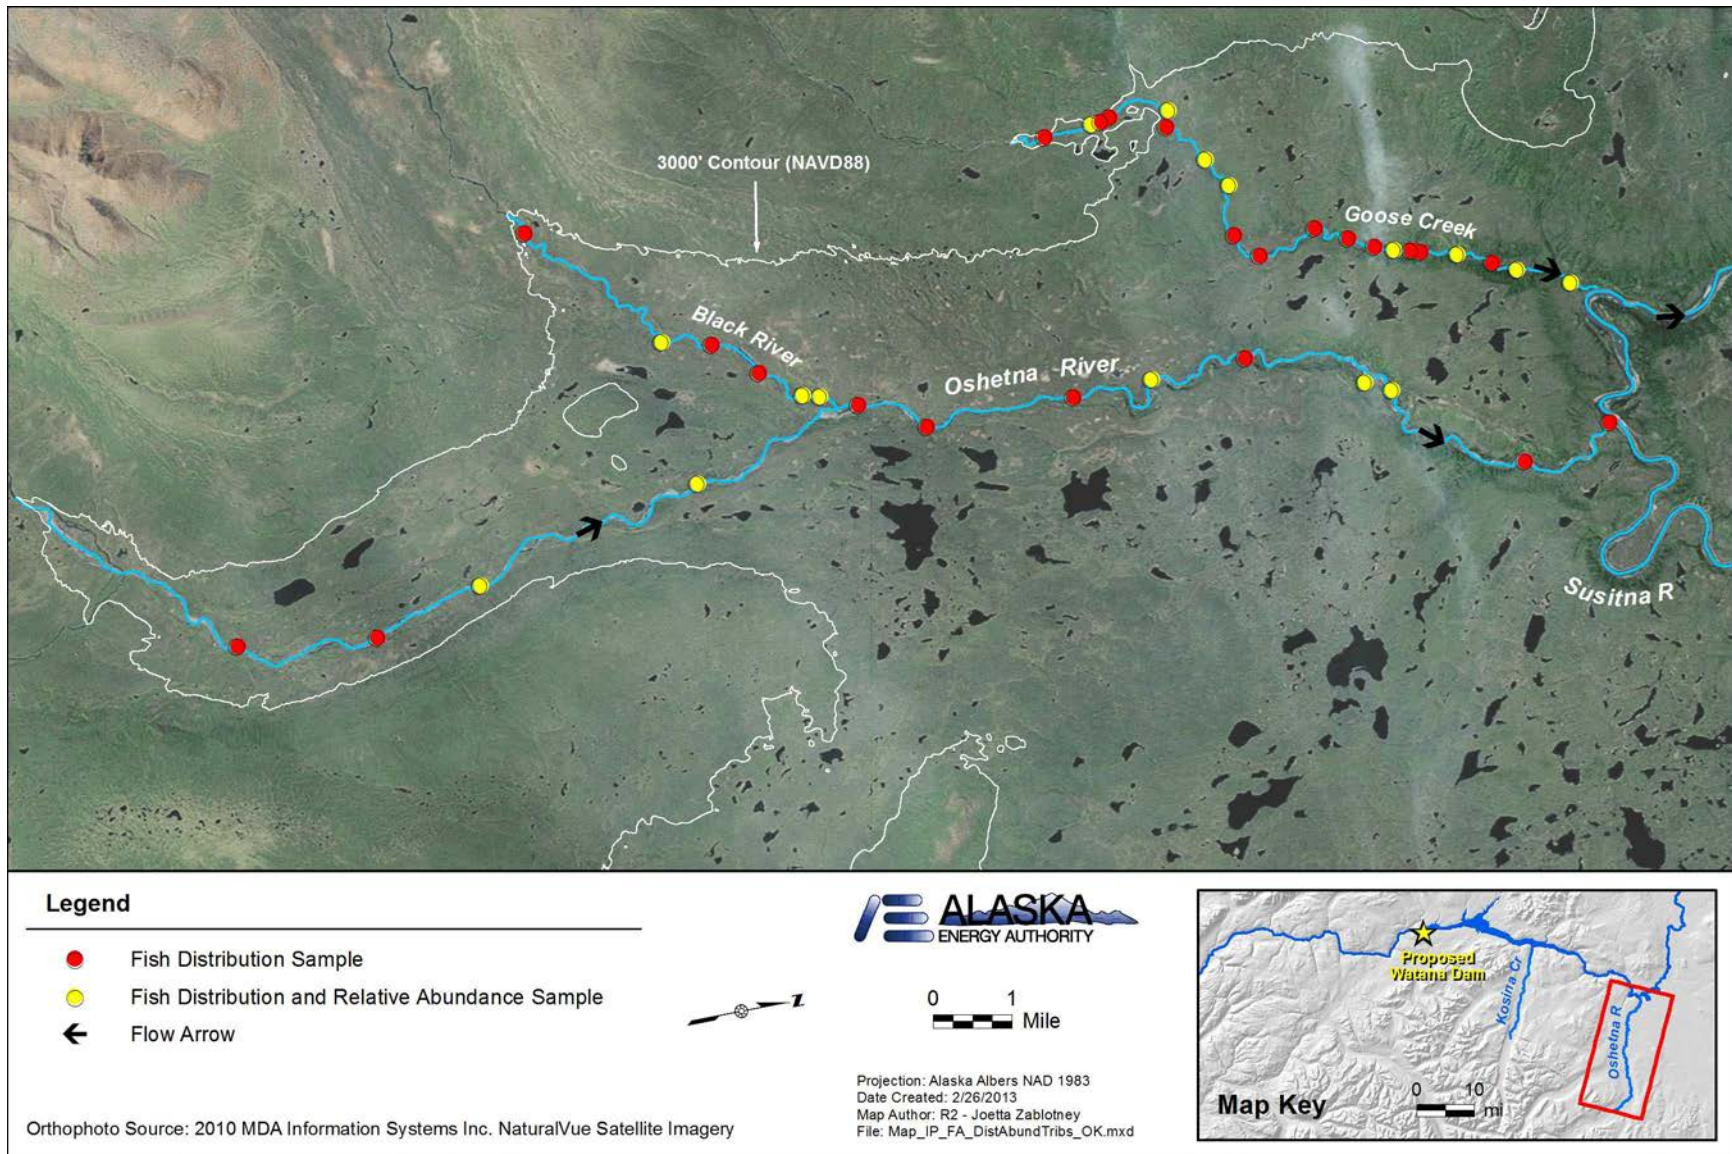 3000' Contour (NAVD88)
Goose Creek
Black River
Oshetna River
Susitna R
Legend
Fish Distribution Sample
Fish Distribution and Relative Abundance Sample
Flow Arrow
Orthophoto Source: 2010 MDA Information Systems Inc. NaturalVue Satellite Imagery
Z
ALASKA
ENERGY AUTHORITY
0 1
Mile
Projection: Alaska Albers NAD 1983
Date Created: 2/26/2013
Map Author: R2 - Joetta Zablotney
File: Map_IP_FA_DistAbundTribs_OK.mxd
Proposed
Watana Dam
Kosina Cr
Oshetna R
Map Key
0 10
mi